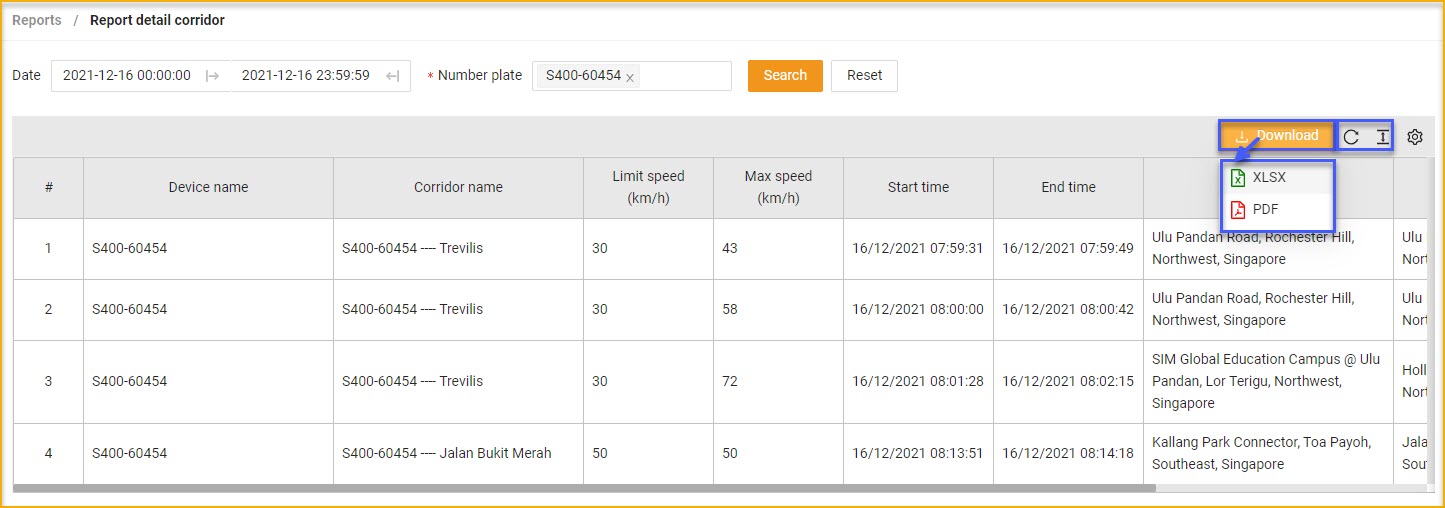 Reports / Report detail corridor
Date 2021-12-16 00:00:00 2021-12-16 23:59:59 * Number plate S400-60454 x Search Reset
Download
XLSX
PDF
# Device name Corridor name Limit speed (km/h) Max speed (km/h) Start time End time
1 S400-60454 S400-60454 ---- Trevilis 30 43 16/12/2021 07:59:31 16/12/2021 07:59:49 Ulu Pandan Road, Rochester Hill, Ulu
Northwest, Singapore Nort
2 S400-60454 S400-60454 ---- Trevilis 30 58 16/12/2021 08:00:00 16/12/2021 08:00:42 Ulu Pandan Road, Rochester Hill, Ulu
Northwest, Singapore Nort
3 S400-60454 S400-60454 ---- Trevilis 30 72 16/12/2021 08:01:28 16/12/2021 08:02:15 SIM Global Education Campus @ Ulu
Pandan, Lor Terigu, Northwest, Holl
Singapore Nort
4 S400-60454 S400-60454 ---- Jalan Bukit Merah 50 50 16/12/2021 08:13:51 16/12/2021 08:14:18 Kallang Park Connector, Toa Payoh, Jala
Southeast, Singapore Sout